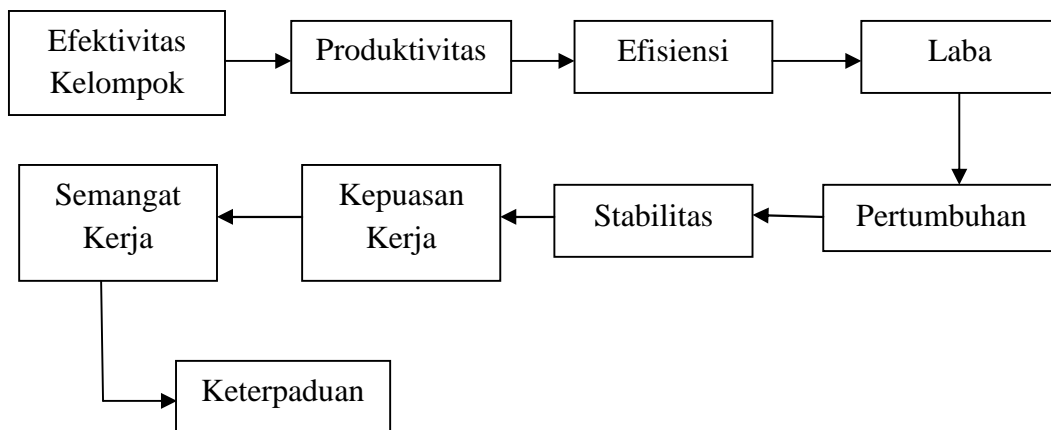 Efektivitas
Kelompok
Produktivitas
Efisiensi
Laba
Pertumbuhan
Stabilitas
Kepuasan
Kerja
Semangat
Kerja
Keterpaduan